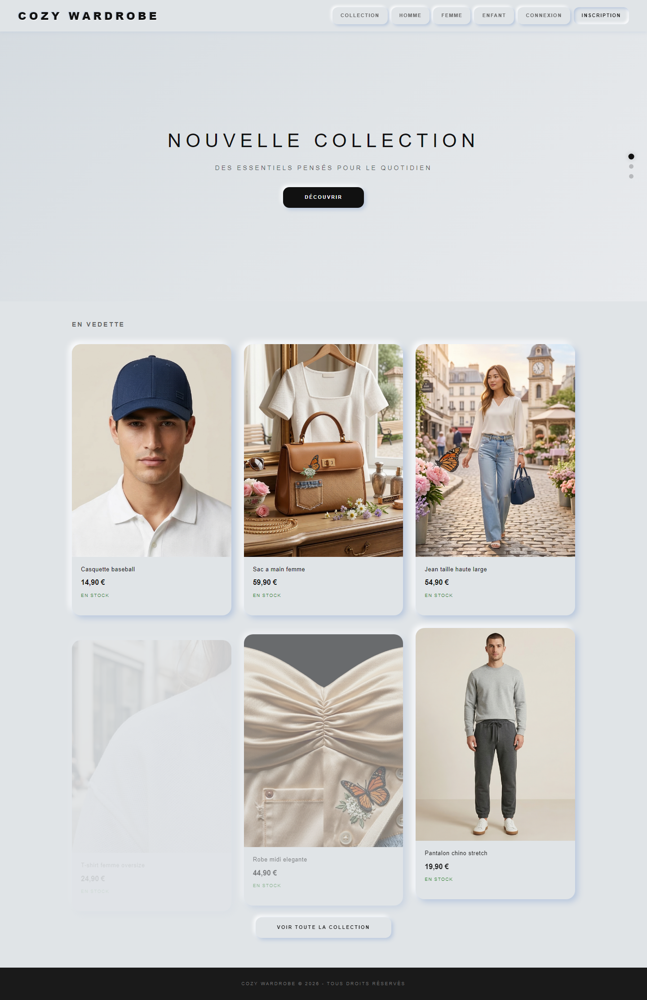 COZY WARDROBE
COLLECTION
HOMME
FEMME
ENFANT
CONNEXION
INSCRIPTION
NOUVELLE COLLECTION
DES ESSENTIELS PENSÉS POUR LE QUOTIDIEN
DÉCOUVRIR
EN VEDETTE
Casquette baseball
14,90 €
EN STOCK
Sac a main femme
59,90 €
EN STOCK
Jean taille haute large
54,90 €
EN STOCK
T-shirt femme oversize
24,90 €
EN STOCK
Robe midi elegante
44,90 €
EN STOCK
Pantalon chino stretch
19,90 €
EN STOCK
VOIR TOUTE LA COLLECTION
COZY WARDROBE © 2026 - TOUS DROITS RÉSERVÉS